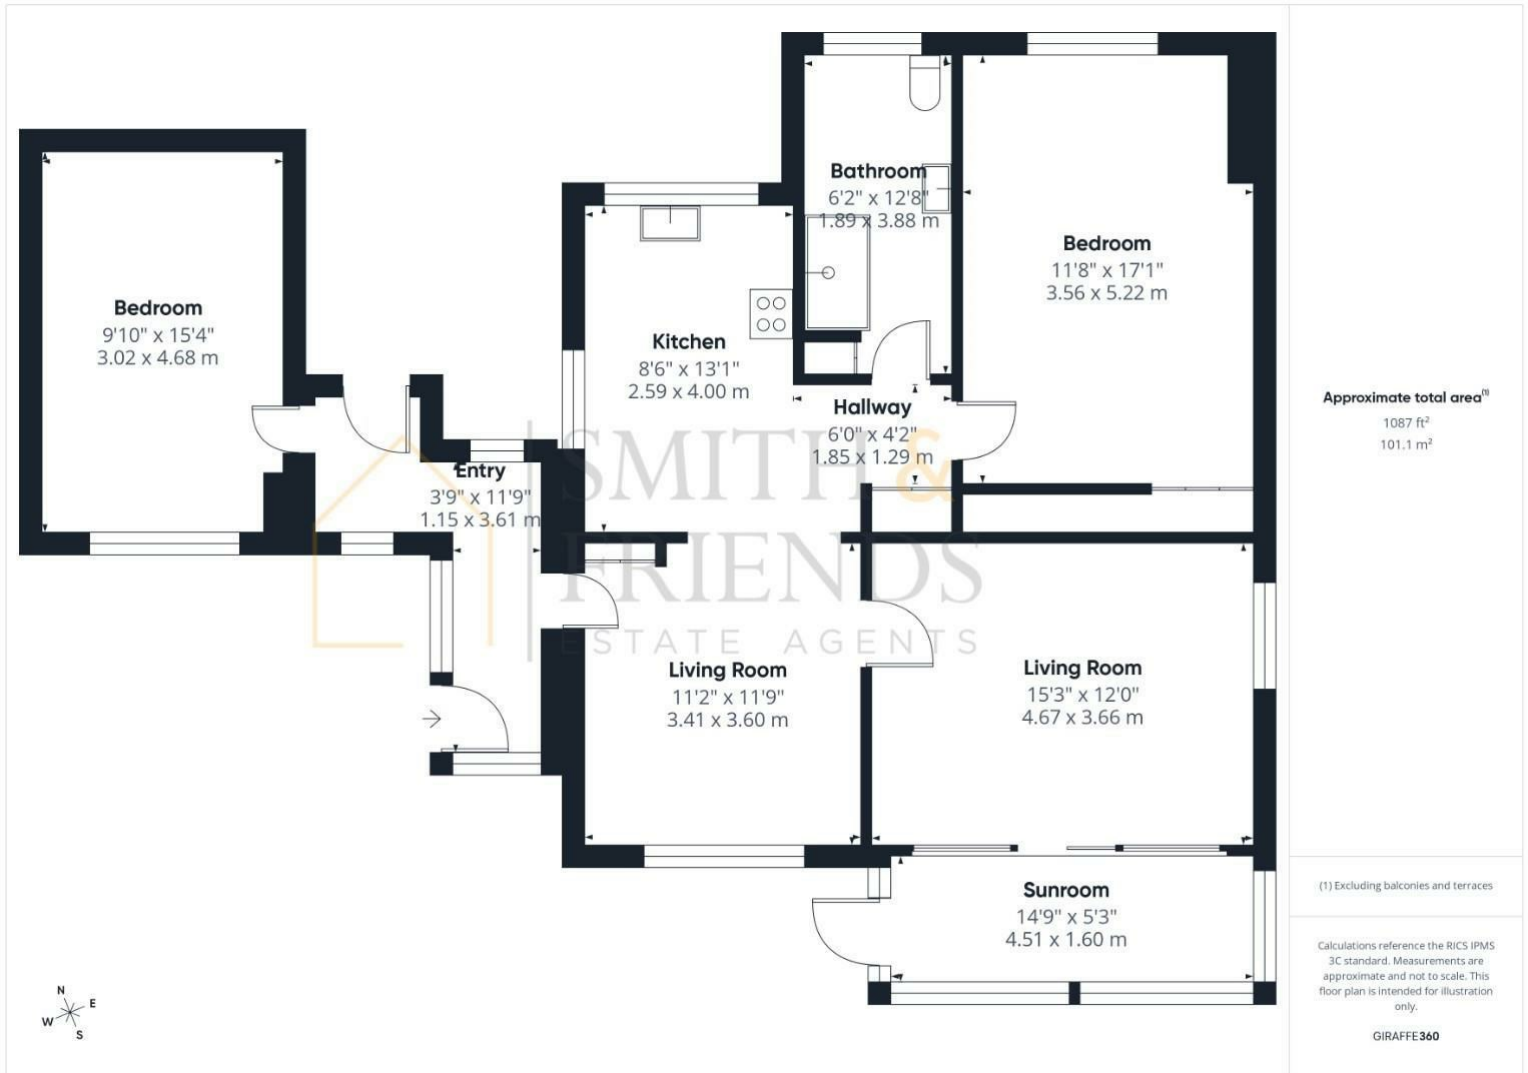 Bedroom
9'10" x 15'4"
3.02 x 4.68 m
Entry
3'9" x 11'9"
1.15 x 3.61 m
Kitchen
8'6" x 13'1"
2.59 x 4.00 m
Bathroom
6'2" x 12'8"
1.89 x 3.88 m
Hallway
6'0" x 4'2"
1.85 x 1.29 m
Bedroom
11'8" x 17'1"
3.56 x 5.22 m
SMITH &
FRIENDS
ESTATE AGENTS
Living Room
11'2" x 11'9"
3.41 x 3.60 m
Living Room
15'3" x 12'0"
4.67 x 3.66 m
Sunroom
14'9" x 5'3"
4.51 x 1.60 m
N
E
W
S
Approximate total area(1)
1087 ft²
101.1 m²
(1) Excluding balconies and terraces
Calculations reference the RICS IPMS
3C standard. Measurements are
approximate and not to scale. This
floor plan is intended for illustration
only.
GIRAFFE360